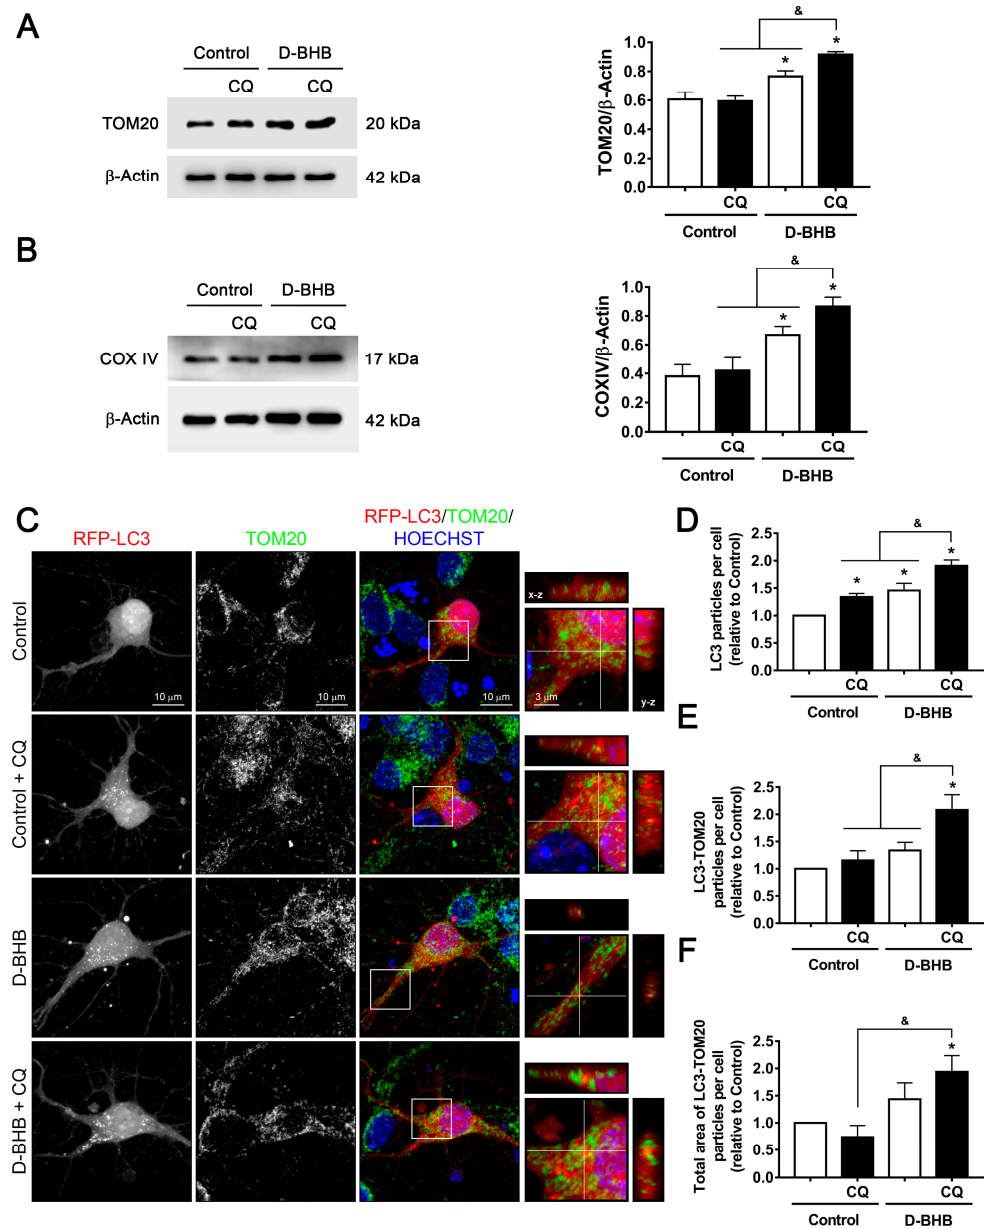 A
Control D-BHB
CQ CQ
TOM20 20 kDa
β-Actin 42 kDa
&
*
*
TOM20/β-Actin
1.0
0.8
0.6
0.4
0.2
0.0
CQ CQ
Control D-BHB
B
Control D-BHB
CQ CQ
COX IV 17 kDa
β-Actin 42 kDa
&
*
*
COXIV/β-Actin
1.0
0.8
0.6
0.4
0.2
0.0
CQ CQ
Control D-BHB
C
RFP-LC3 TOM20 RFP-LC3/TOM20/
HOECHST
Control
x-z
y-z
10 μm 10 μm 10 μm 3 μm
Control + CQ
D-BHB
D-BHB + CQ
D
&
*
*
*
LC3 particles per cell
(relative to Control)
2.5
2.0
1.5
1.0
0.5
0.0
CQ CQ
Control D-BHB
E
&
*
LC3-TOM20
particles per cell
(relative to Control)
2.5
2.0
1.5
1.0
0.5
0.0
CQ CQ
Control D-BHB
F
&
*
Total area of LC3-TOM20
particles per cell
(relative to Control)
2.5
2.0
1.5
1.0
0.5
0.0
CQ CQ
Control D-BHB